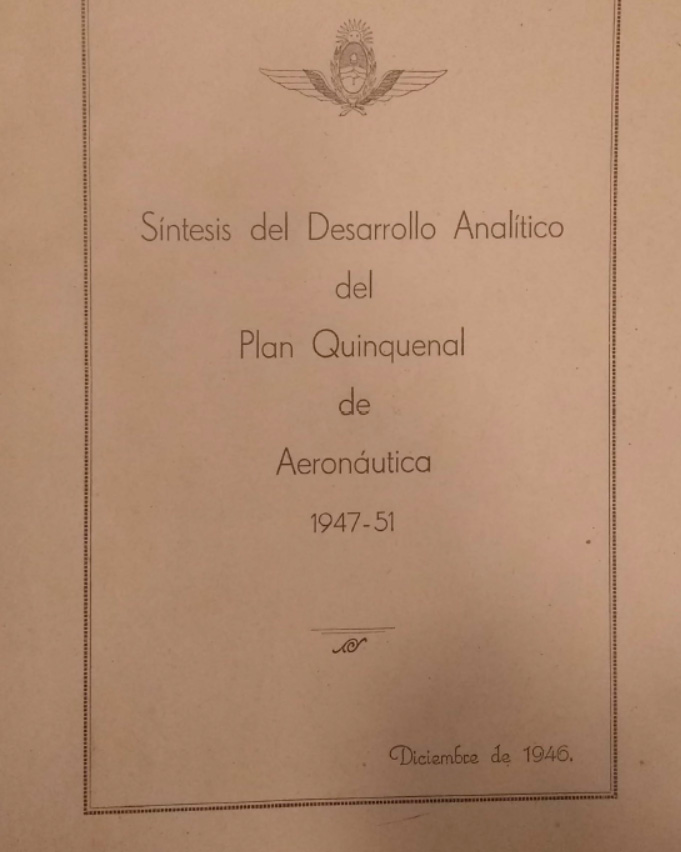 Síntesis del Desarrollo Analítico
del
Plan Quinquenal
de
Aeronáutica
1947-51
Diciembre de 1946.